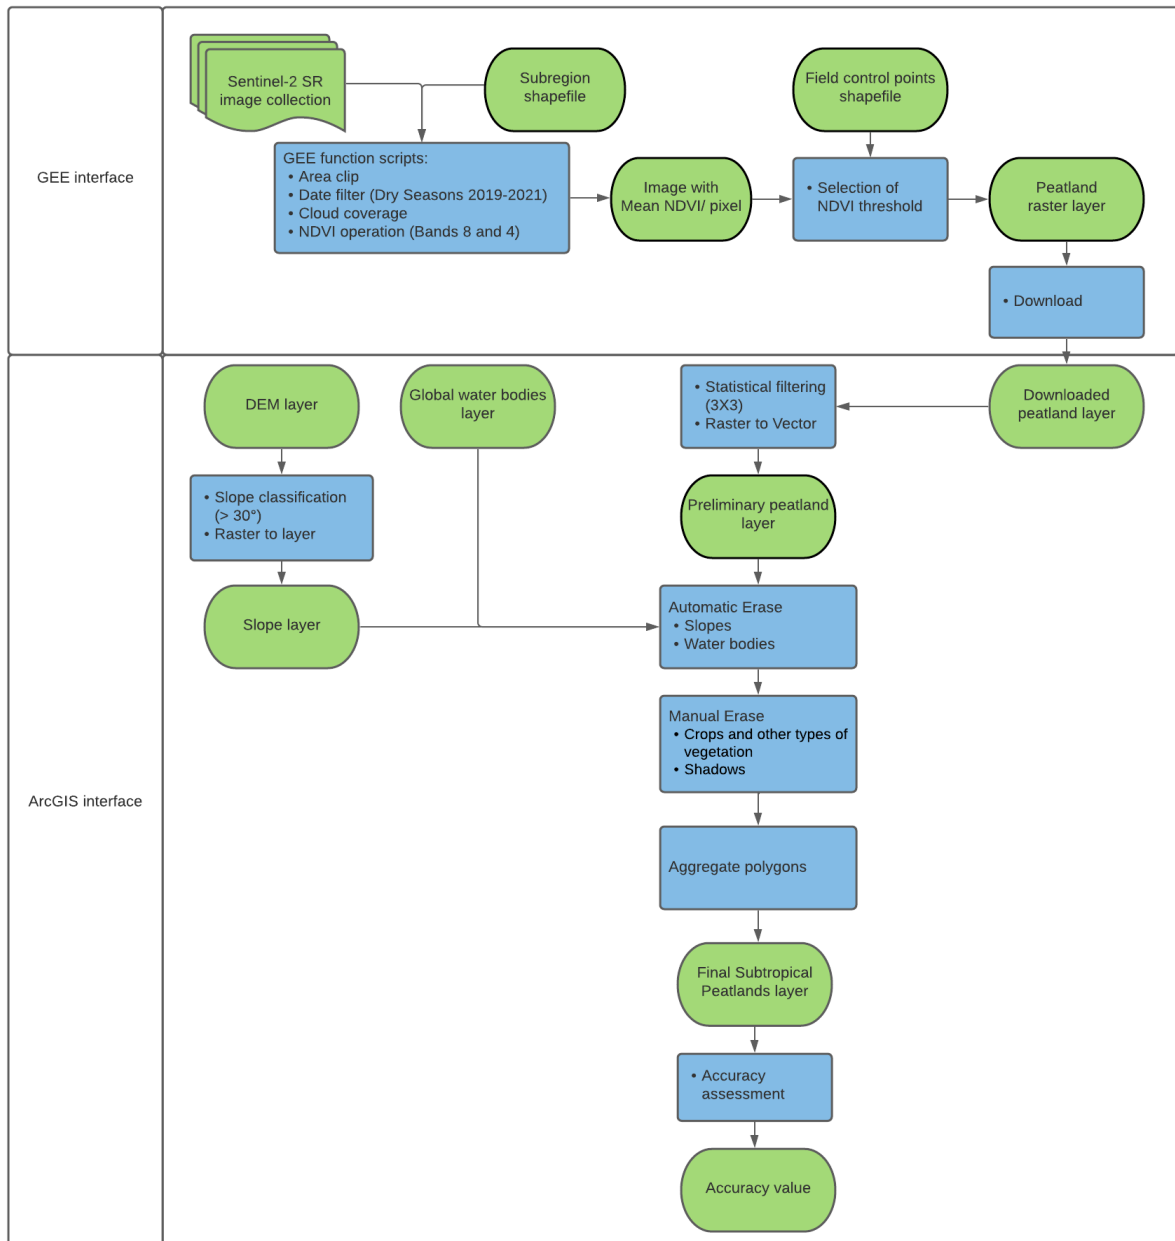 GEE interface
Sentinel-2 SR
image collection
Subregion
shapefile
Field control points
shapefile
GEE function scripts:
• Area clip
• Date filter (Dry Seasons 2019-2021)
• Cloud coverage
• NDVI operation (Bands 8 and 4)
Image with
Mean NDVI/ pixel
• Selection of
NDVI threshold
Peatland
raster layer
• Download
ArcGIS interface
DEM layer
Global water bodies
layer
• Statistical filtering
(3X3)
• Raster to Vector
Downloaded
peatland layer
• Slope classification
(> 30°)
• Raster to layer
Preliminary peatland
layer
Slope layer
Automatic Erase
• Slopes
• Water bodies
Manual Erase
• Crops and other types of
vegetation
• Shadows
Aggregate polygons
Final Subtropical
Peatlands layer
• Accuracy
assessment
Accuracy value